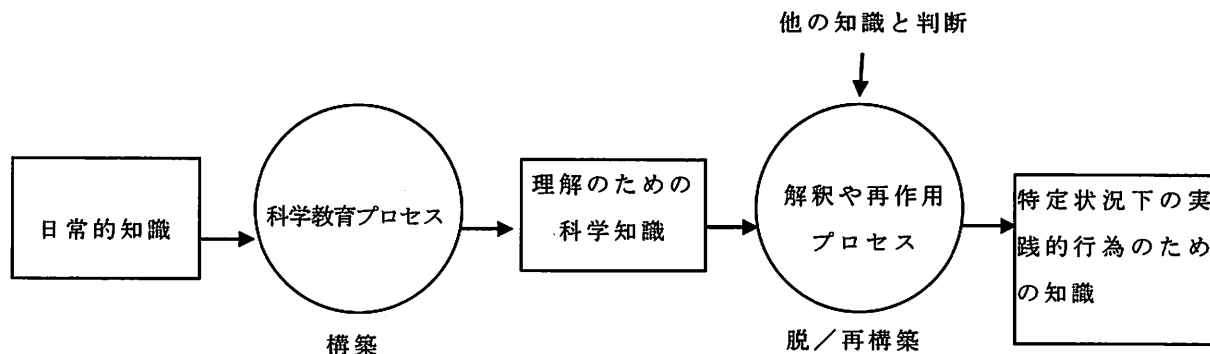 他の知識と判断
日常的知識
科学教育プロセス
理解のための
科学知識
解釈や再作用
プロセス
特定状況下の実
践的行為のため
の知識
構築
脱／再構築